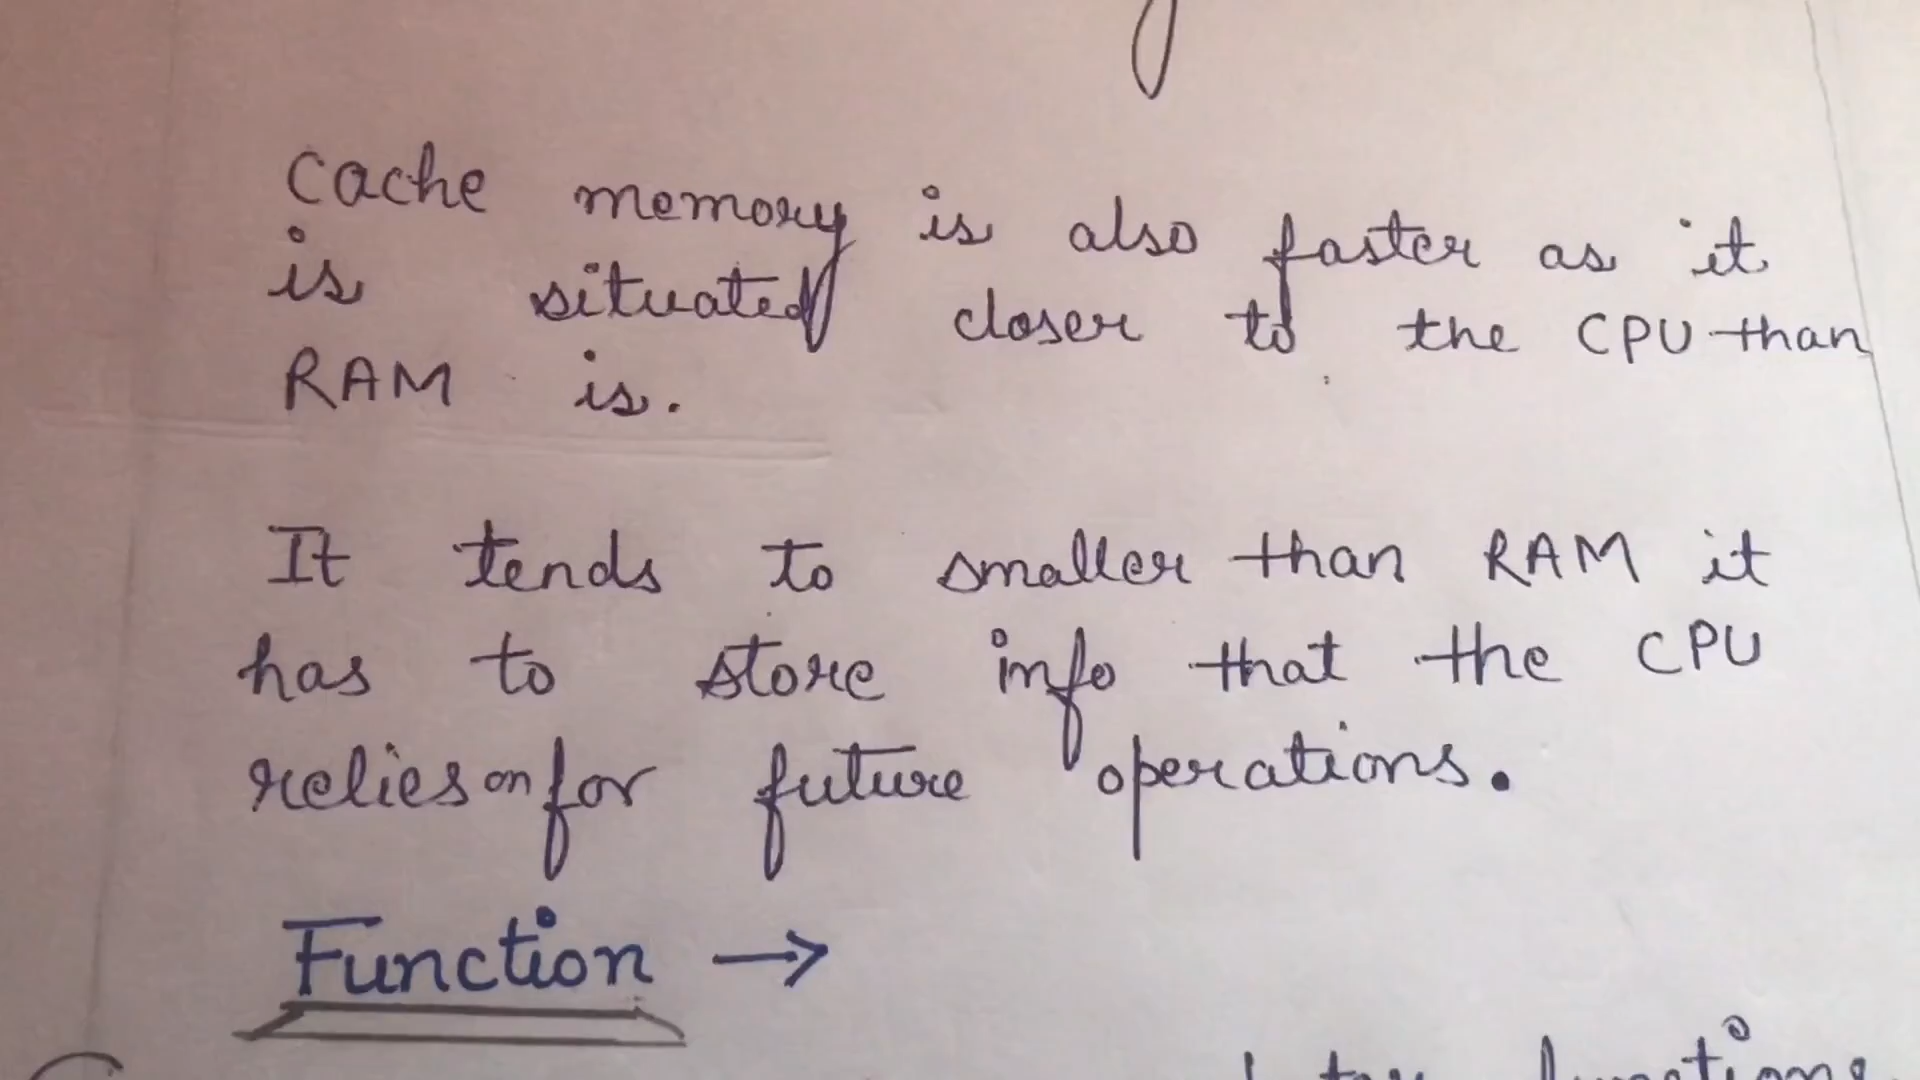 Cache memory is also faster as it
is situated closer to the CPU than
RAM is.
It tends to smaller than RAM it
has to store info that the CPU
relies on for future operations.
Function →
functions